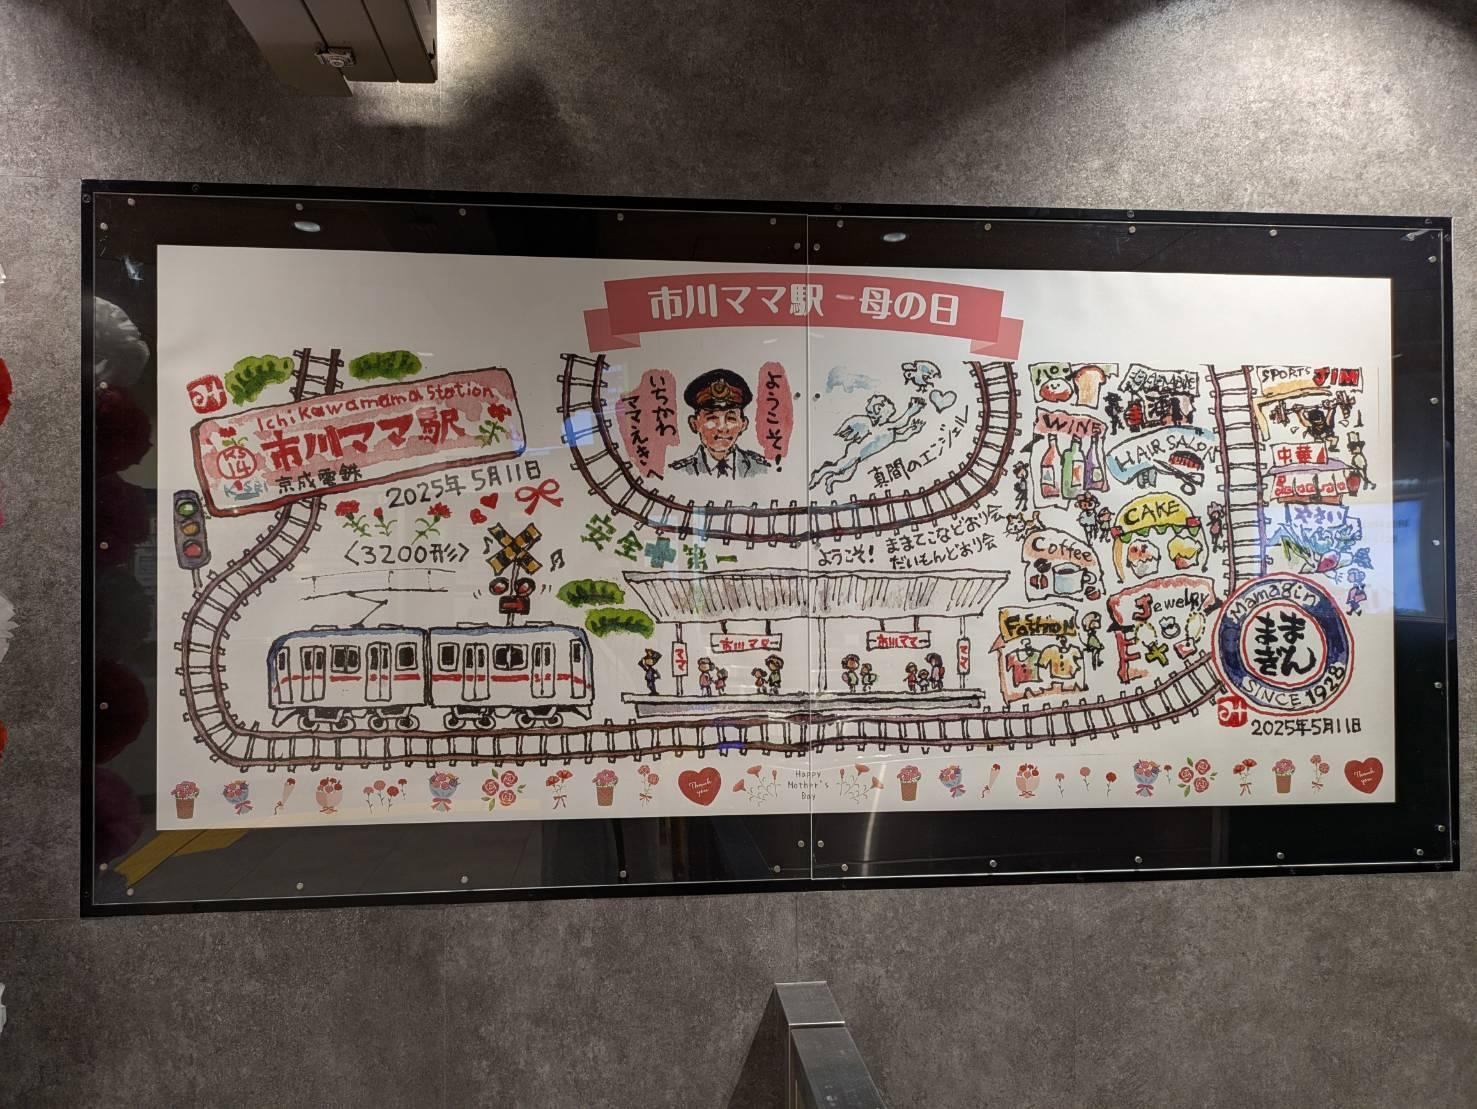 市川ママ駅 - 母の日
Ichikawamama station
市川ママ駅
KS
14
京成電鉄
2025年5月11日
ようこそ!
いちかわ
ママえきへ
真間のエンジェル
<3200形>
安全第一
ようこそ!
ままてこなどおり会
だいもんどおり会
市川ママ
市川ママ
ママ
ママ
パン
WINE
HAIR SALON
CAKE
Coffee
Fashion
Jewelry
SPORTS JIM
中華
やさい
Mamagin
まま
ぎん
SINCE 1928
2025年5月11日
Thank
you
Happy
Mother's
Day
Thank
you